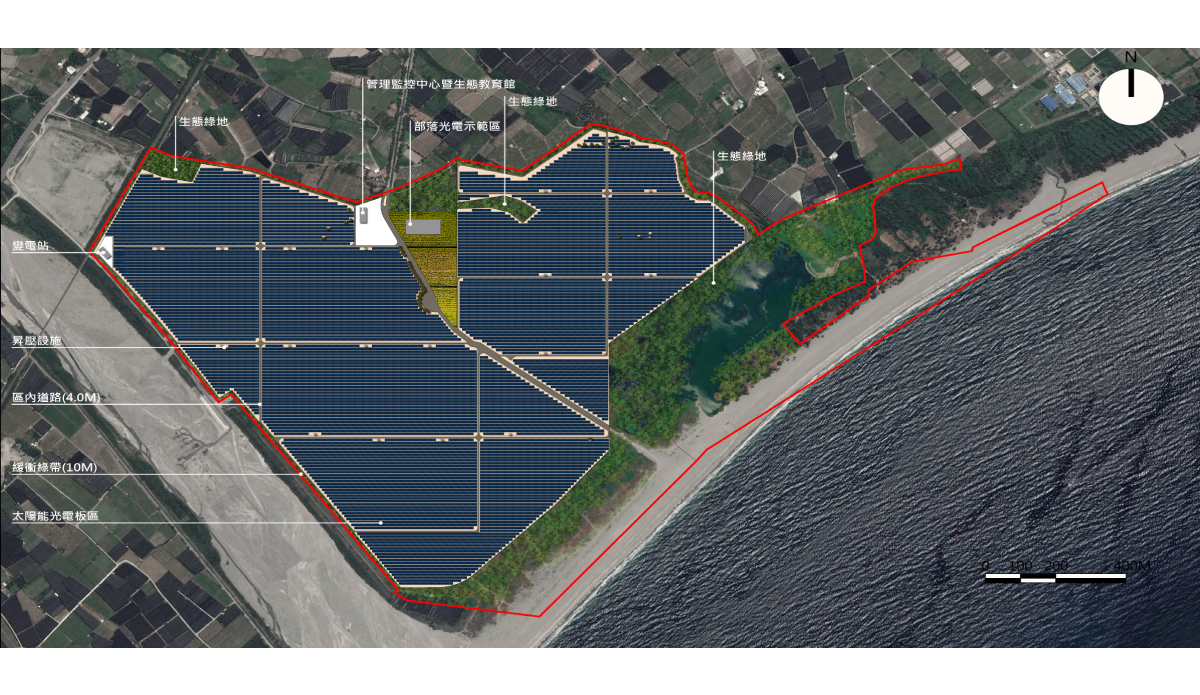 N
管理監控中心暨生態教育館
生態綠地
生態綠地
部落光電示範區
生態綠地
變電站
昇壓設施
區內道路(4.0M)
緩衝綠帶(10M)
太陽能光電板區
0 100 200 400M